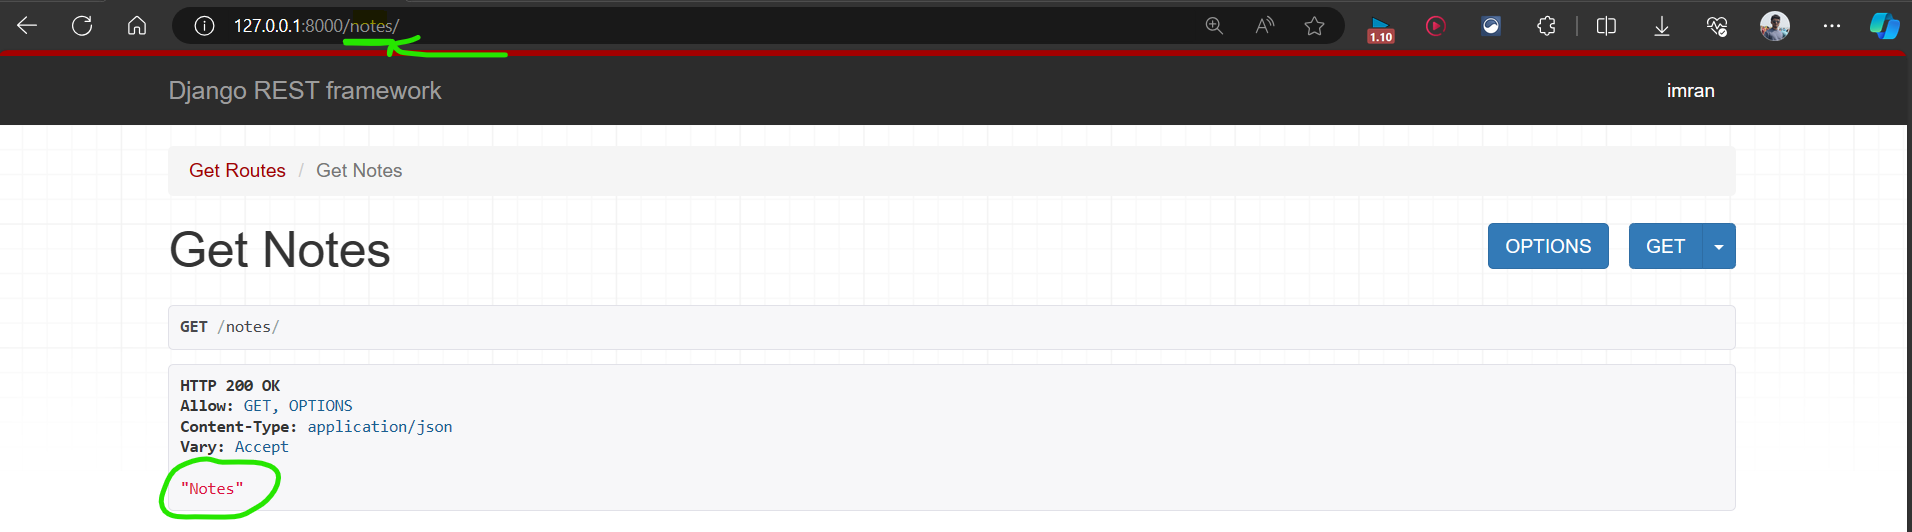 127.0.0.1:8000/notes/
1.10
Django REST framework
imran
Get Routes / Get Notes
Get Notes
OPTIONS
GET
GET /notes/
HTTP 200 OK
Allow: GET, OPTIONS
Content-Type: application/json
Vary: Accept
"Notes"